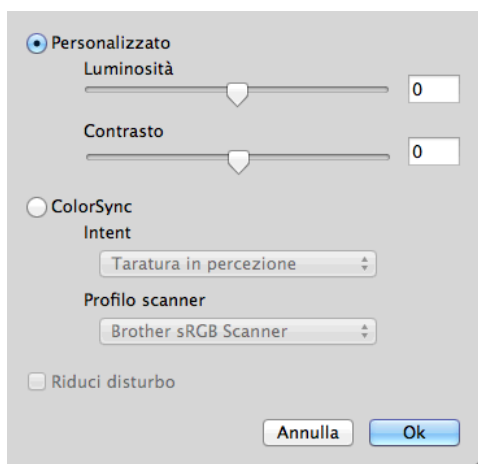 Personalizzato
Luminosità
0
Contrasto
0
ColorSync
Intent
Taratura in percezione
Profilo scanner
Brother sRGB Scanner
Riduci disturbo
Annulla Ok